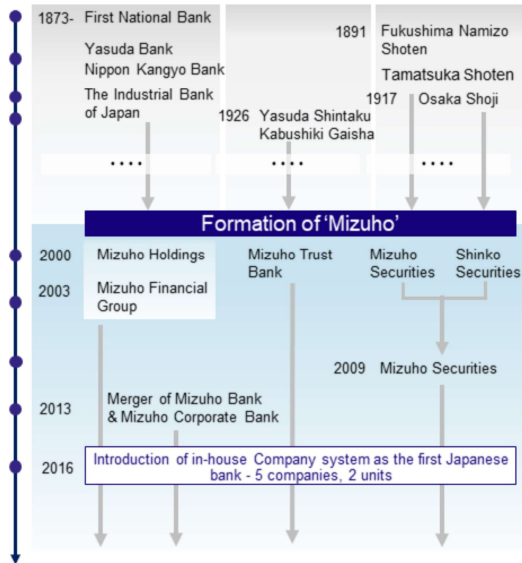 1873- First National Bank
Yasuda Bank
Nippon Kangyo Bank
The Industrial Bank
of Japan
1926 Yasuda Shintaku
Kabushiki Gaisha
1891 Fukushima Namizo
Shoten
Tamatsuka Shoten
1917 Osaka Shoji
....
....
....
Formation of 'Mizuho'
2000 Mizuho Holdings
Mizuho Trust
Bank
Mizuho
Securities
Shinko
Securities
2003 Mizuho Financial
Group
2009 Mizuho Securities
2013 Merger of Mizuho Bank
& Mizuho Corporate Bank
2016 Introduction of in-house Company system as the first Japanese
bank - 5 companies, 2 units